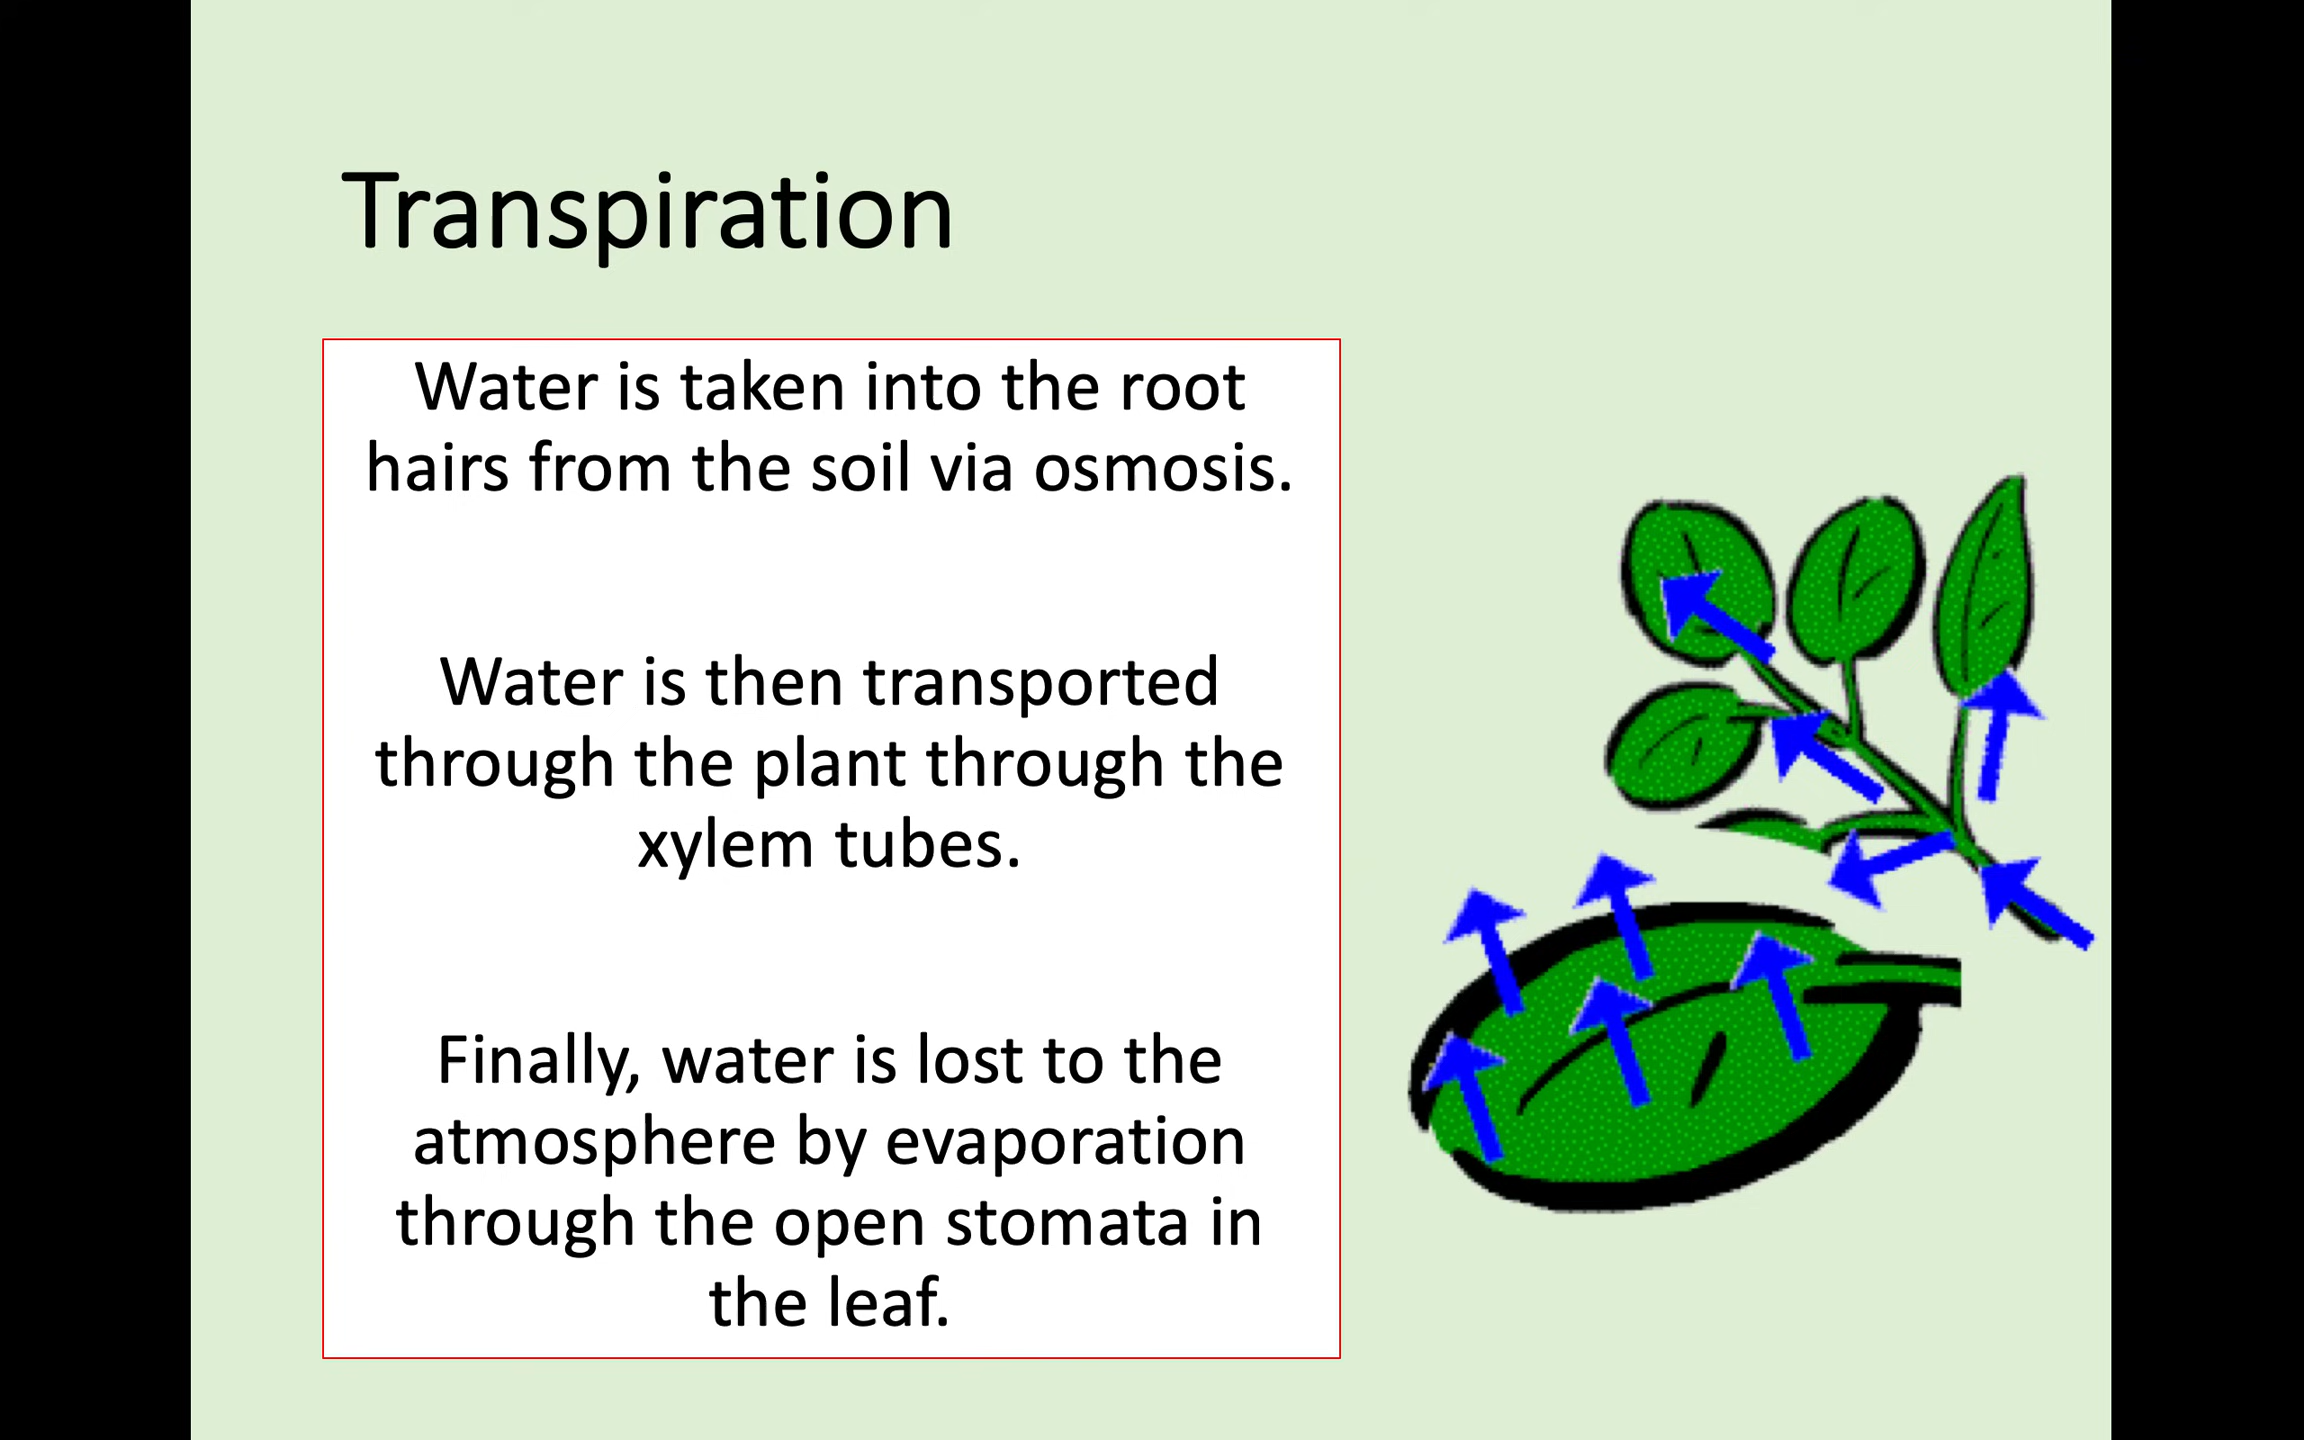 Transpiration
Water is taken into the root
hairs from the soil via osmosis.
Water is then transported
through the plant through the
xylem tubes.
Finally, water is lost to the
atmosphere by evaporation
through the open stomata in
the leaf.